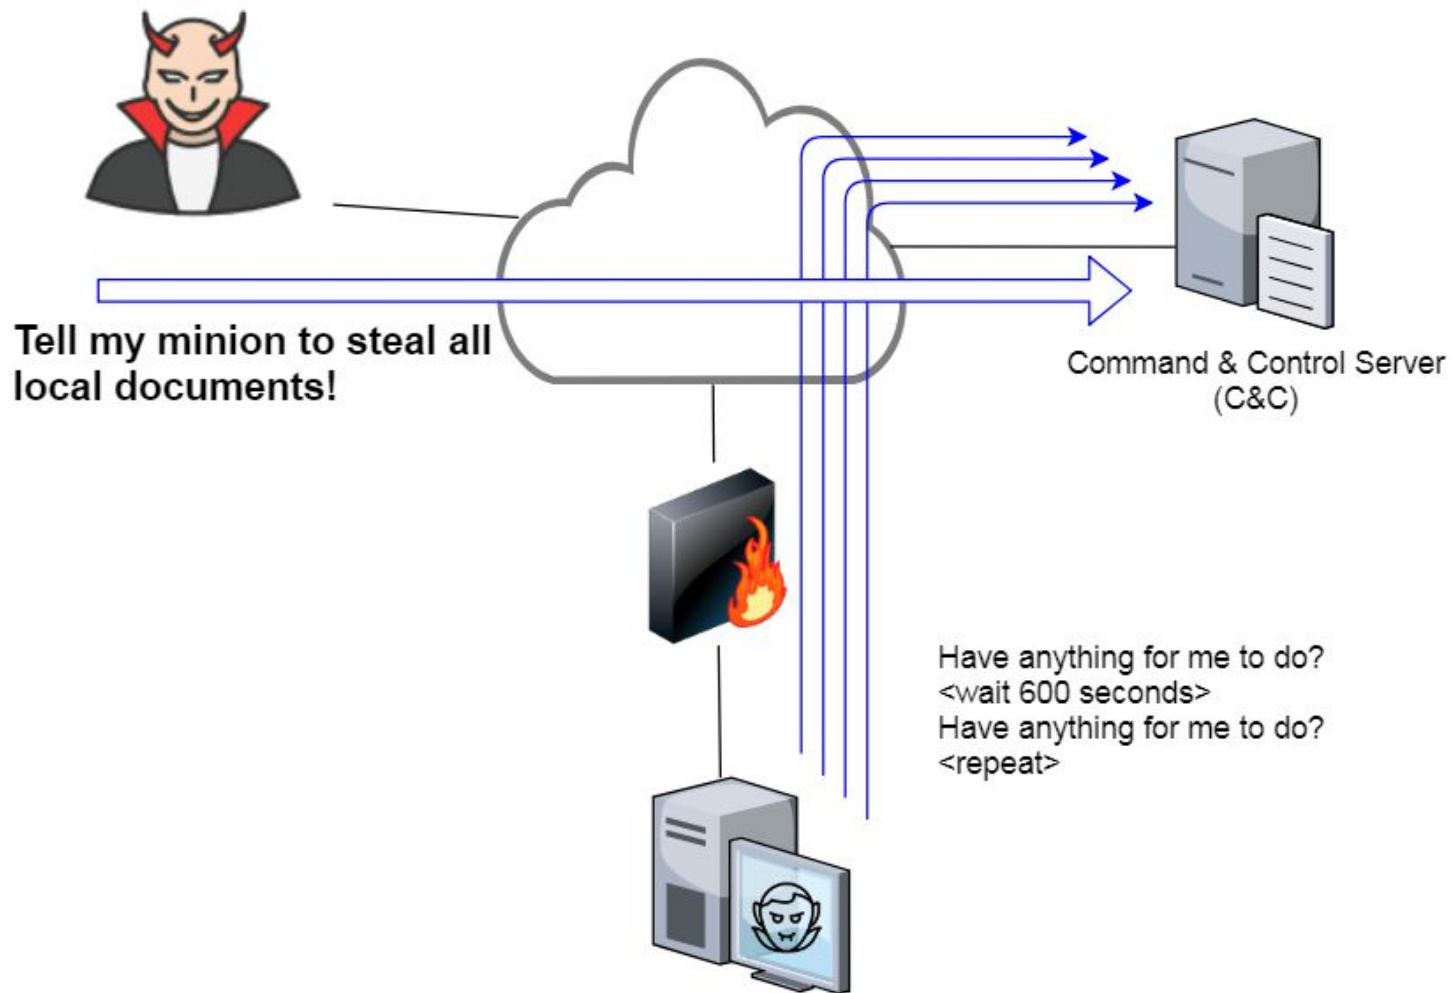 Tell my minion to steal all
local documents!
Command & Control Server
(C&C)
Have anything for me to do?
<wait 600 seconds>
Have anything for me to do?
<repeat>